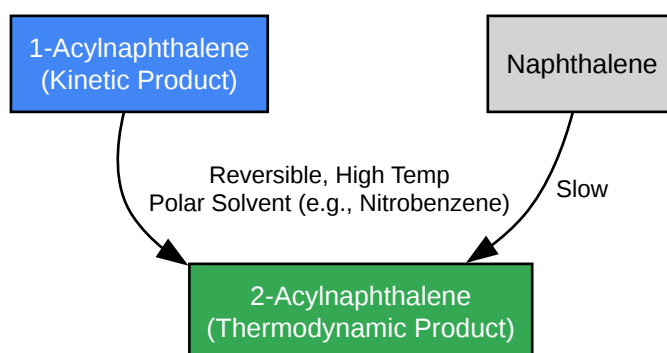 1-Acylnaphthalene
(Kinetic Product)
Naphthalene
Reversible, High Temp
Polar Solvent (e.g., Nitrobenzene)
Slow
2-Acylnaphthalene
(Thermodynamic Product)